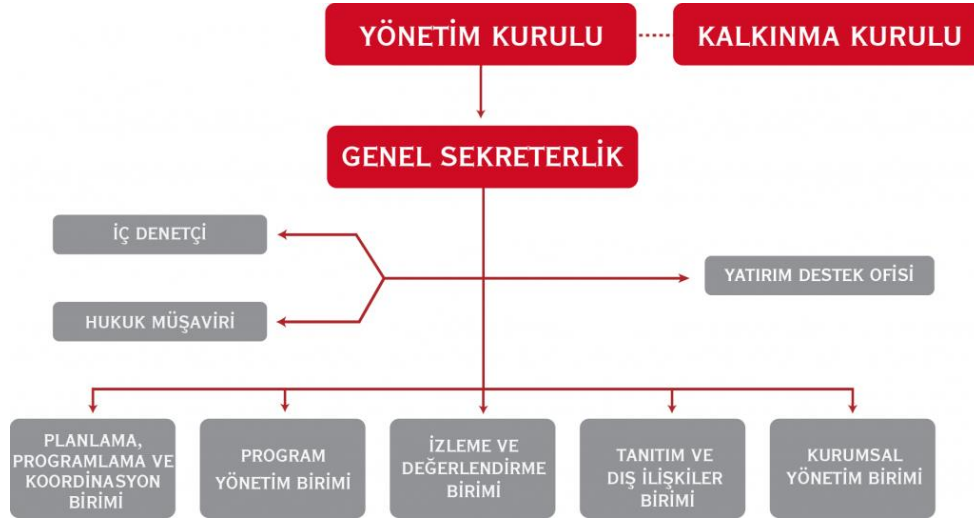 YÖNETİM KURULU
KALKINMA KURULU
GENEL SEKRETERLİK
İÇ DENETÇİ
YATIRIM DESTEK OFİSİ
HUKUK MÜŞAVİRİ
PLANLAMA,
PROGRAMLAMA VE
KOORDİNASYON
BİRİMİ
PROGRAM
YÖNETİM BİRİMİ
İZLEME VE
DEĞERLENDİRME
BİRİMİ
TANITIM VE
DIŞ İLİŞKİLER
BİRİMİ
KURUMSAL
YÖNETİM BİRİMİ